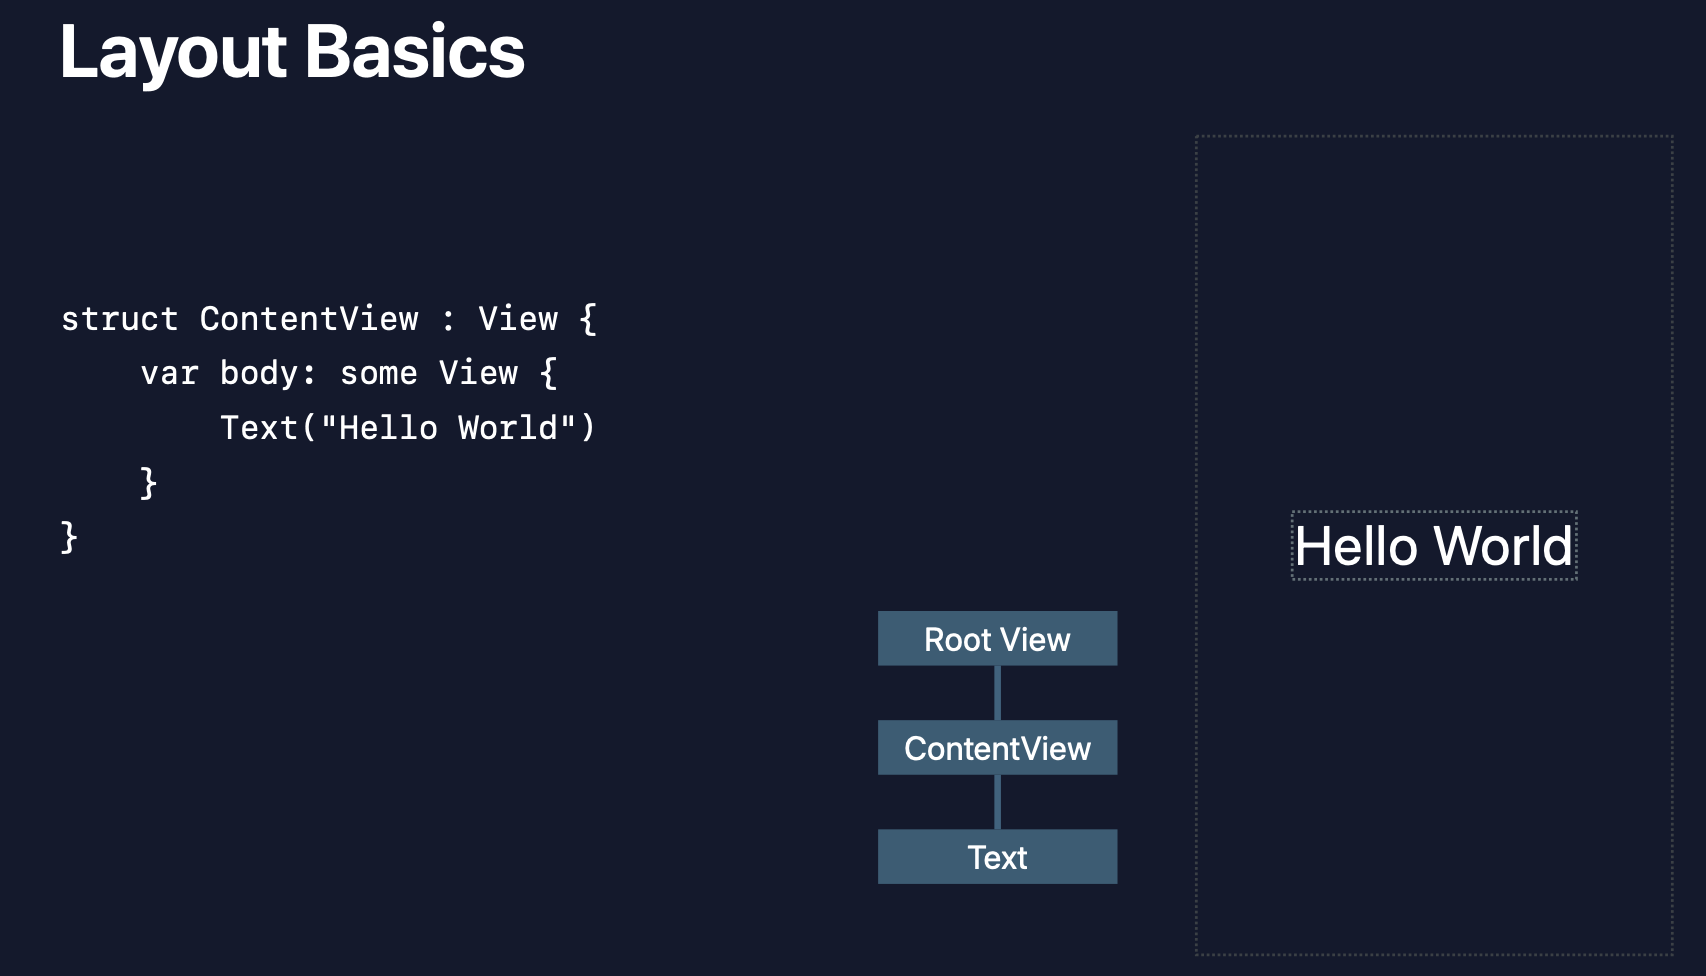 Layout Basics
struct ContentView : View {
    var body: some View {
        Text("Hello World")
    }
}
Hello World
Root View
ContentView
Text